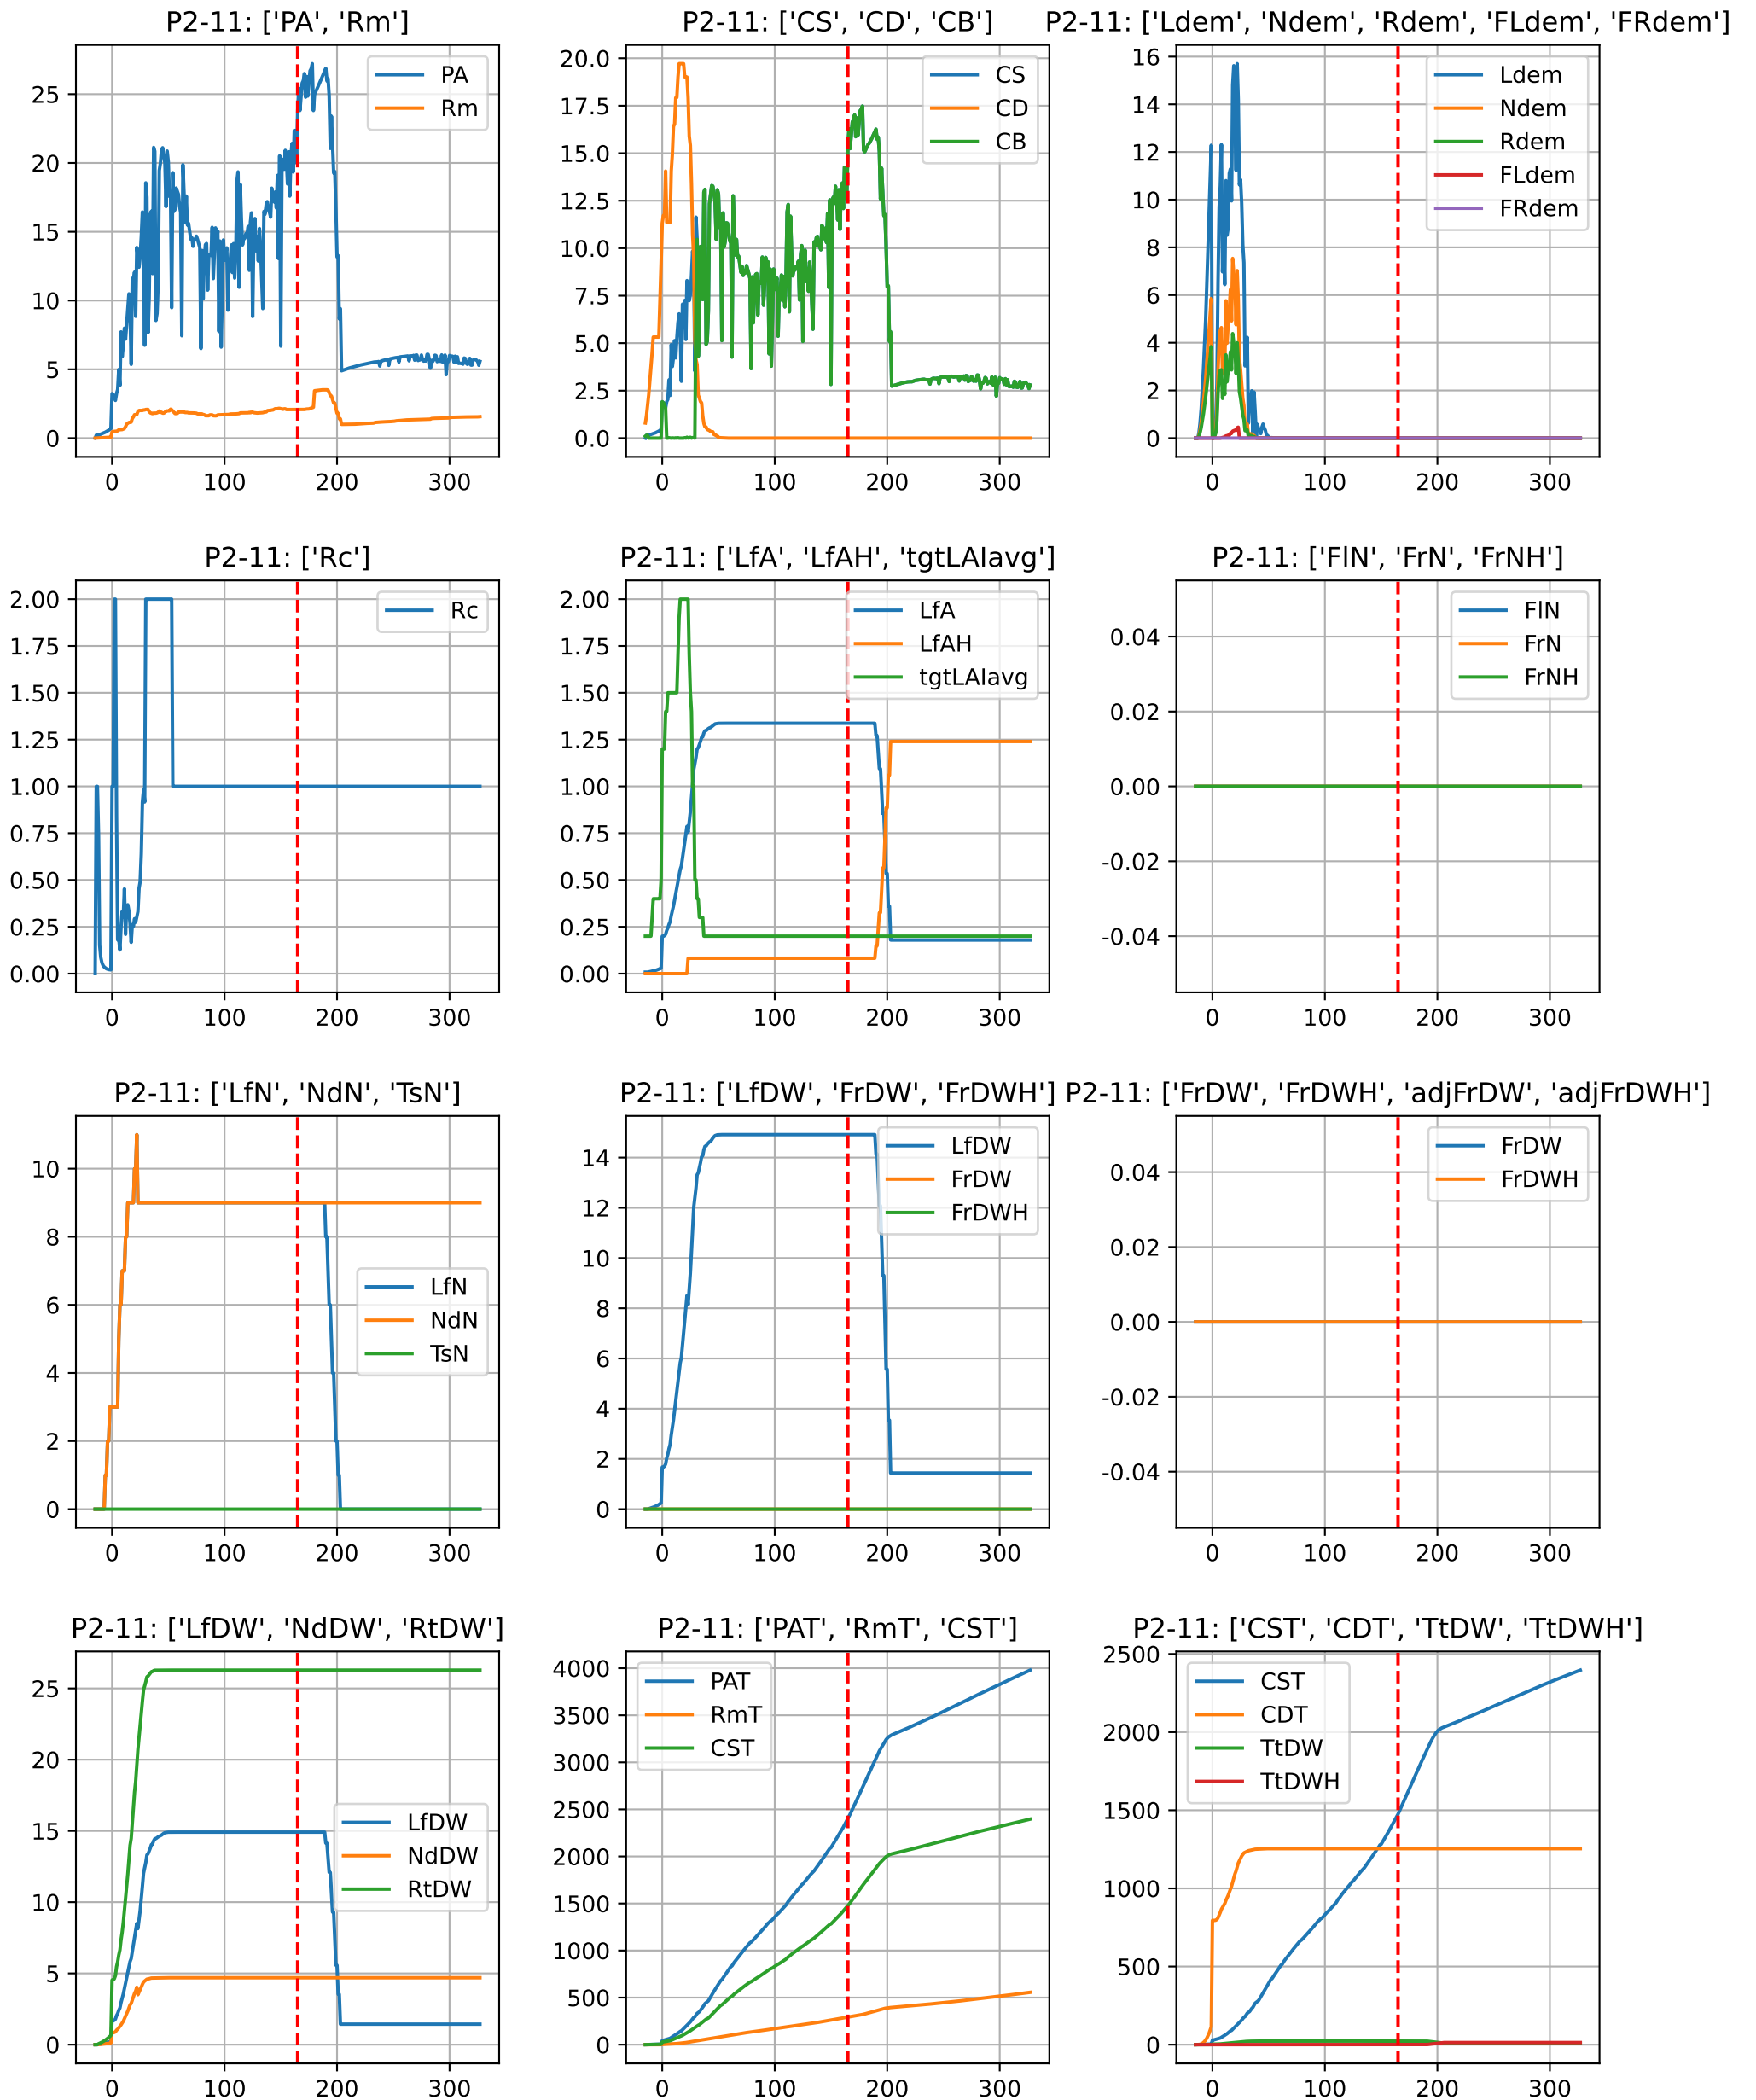 P2-11: ['PA', 'Rm']
25
20
15
10
5
0
0 100 200 300
PA
Rm
P2-11: ['CS', 'CD', 'CB']
20.0
17.5
15.0
12.5
10.0
7.5
5.0
2.5
0.0
0 100 200 300
CS
CD
CB
P2-11: ['Ldem', 'Ndem', 'Rdem', 'FLdem', 'FRdem']
16
14
12
10
8
6
4
2
0
0 100 200 300
Ldem
Ndem
Rdem
FLdem
FRdem
P2-11: ['Rc']
2.00
1.75
1.50
1.25
1.00
0.75
0.50
0.25
0.00
0 100 200 300
Rc
P2-11: ['LfA', 'LfAH', 'tgtLAIavg']
2.00
1.75
1.50
1.25
1.00
0.75
0.50
0.25
0.00
0 100 200 300
LfA
LfAH
tgtLAIavg
P2-11: ['FlN', 'FrN', 'FrNH']
0.04
0.02
0.00
-0.02
-0.04
0 100 200 300
FlN
FrN
FrNH
P2-11: ['LfN', 'NdN', 'TsN']
10
8
6
4
2
0
0 100 200 300
LfN
NdN
TsN
P2-11: ['LfDW', 'FrDW', 'FrDWH']
14
12
10
8
6
4
2
0
0 100 200 300
LfDW
FrDW
FrDWH
P2-11: ['FrDW', 'FrDWH', 'adjFrDW', 'adjFrDWH']
0.04
0.02
0.00
-0.02
-0.04
0 100 200 300
FrDW
FrDWH
P2-11: ['LfDW', 'NdDW', 'RtDW']
25
20
15
10
5
0
0 100 200 300
LfDW
NdDW
RtDW
P2-11: ['PAT', 'RmT', 'CST']
4000
3500
3000
2500
2000
1500
1000
500
0
0 100 200 300
PAT
RmT
CST
P2-11: ['CST', 'CDT', 'TtDW', 'TtDWH']
2500
2000
1500
1000
500
0
0 100 200 300
CST
CDT
TtDW
TtDWH